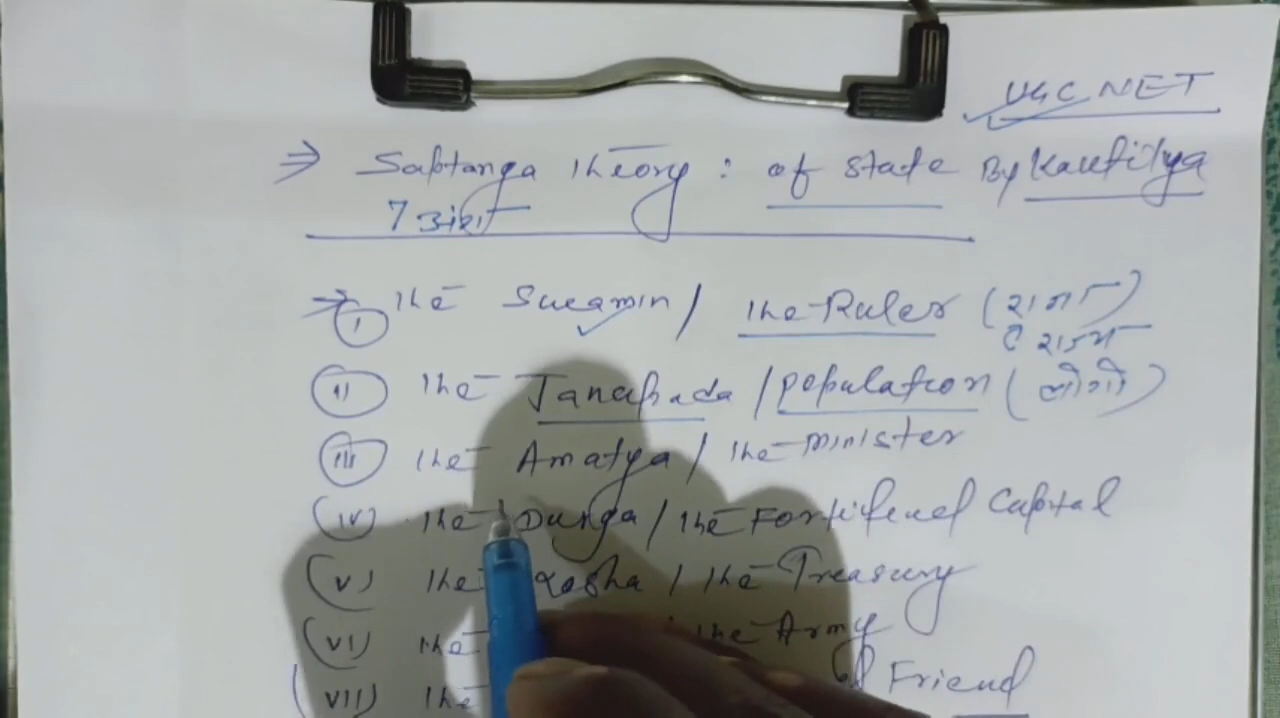 UGC NET
⇒ Saptanga Theory : of State By Kautilya
7 अंग
→ (i) The Swamin / The Ruler (राजा)
राजा
(ii) The Janapada / population (लोगों)
(iii) The Amatya / The Minister
(iv) The Durga / The Fortified Capital
(v) The Kosha / The Treasury
(vi) The the Army
(vii) The Friend